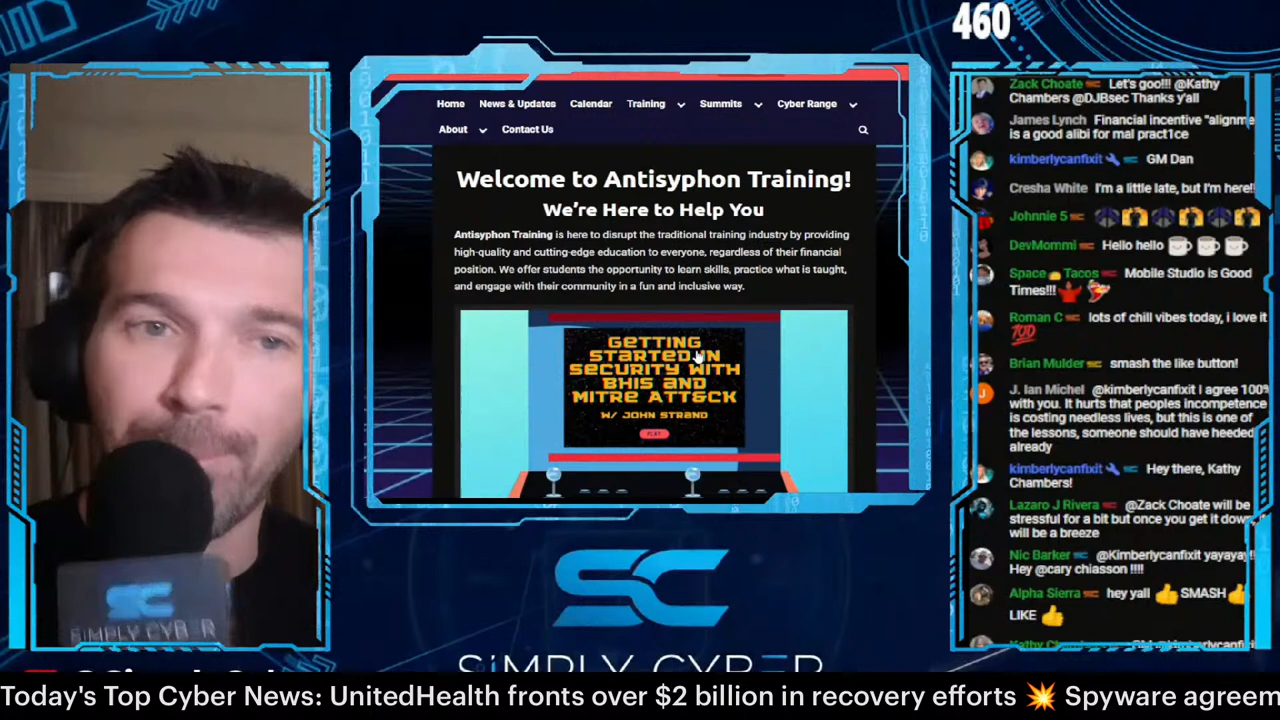 460
Home News & Updates Calendar Training Summits Cyber Range
About Contact Us
Welcome to Antisyphon Training!
We're Here to Help You
Antisyphon Training is here to disrupt the traditional training industry by providing
high-quality and cutting-edge education to everyone, regardless of their financial
position. We offer students the opportunity to learn skills, practice what is taught,
and engage with their community in a fun and inclusive way.
GETTING
STARTED IN
SECURITY WITH
BHIS AND
MITRE ATT&CK
W/ JOHN STRAND
PLAY
SC
SIMPLY CYBER
SC
SIMPLY CYBER
Zack Choate Let's goo!!! @Kathy
Chambers @DJBsec Thanks y'all
James Lynch Financial incentive "alignme
is a good alibi for mal pract1ce
kimberlycanfixit GM Dan
Cresha White I'm a little late, but I'm here!!
Johnnie 5
DevMommi Hello hello
Space Tacos Mobile Studio is Good
Times!!!
Roman C lots of chill vibes today, i love it
💯
Brian Mulder smash the like button!
J. Ian Michel @kimberlycanfixit I agree 100%
with you. It hurts that peoples incompetence
is costing needless lives, but this is one of
the lessons, someone should have heeded
already
kimberlycanfixit Hey there, Kathy
Chambers!
Lazaro J Rivera @Zack Choate will be
stressful for a bit but once you get it down, it
will be a breeze
Nic Barker @Kimberlycanfixit yayayay!!
Hey @cary chiasson !!!!
Alpha Sierra hey yall 👍 SMASH 👍
LIKE 👍
Today's Top Cyber News: UnitedHealth fronts over $2 billion in recovery efforts 💥 Spyware agreem